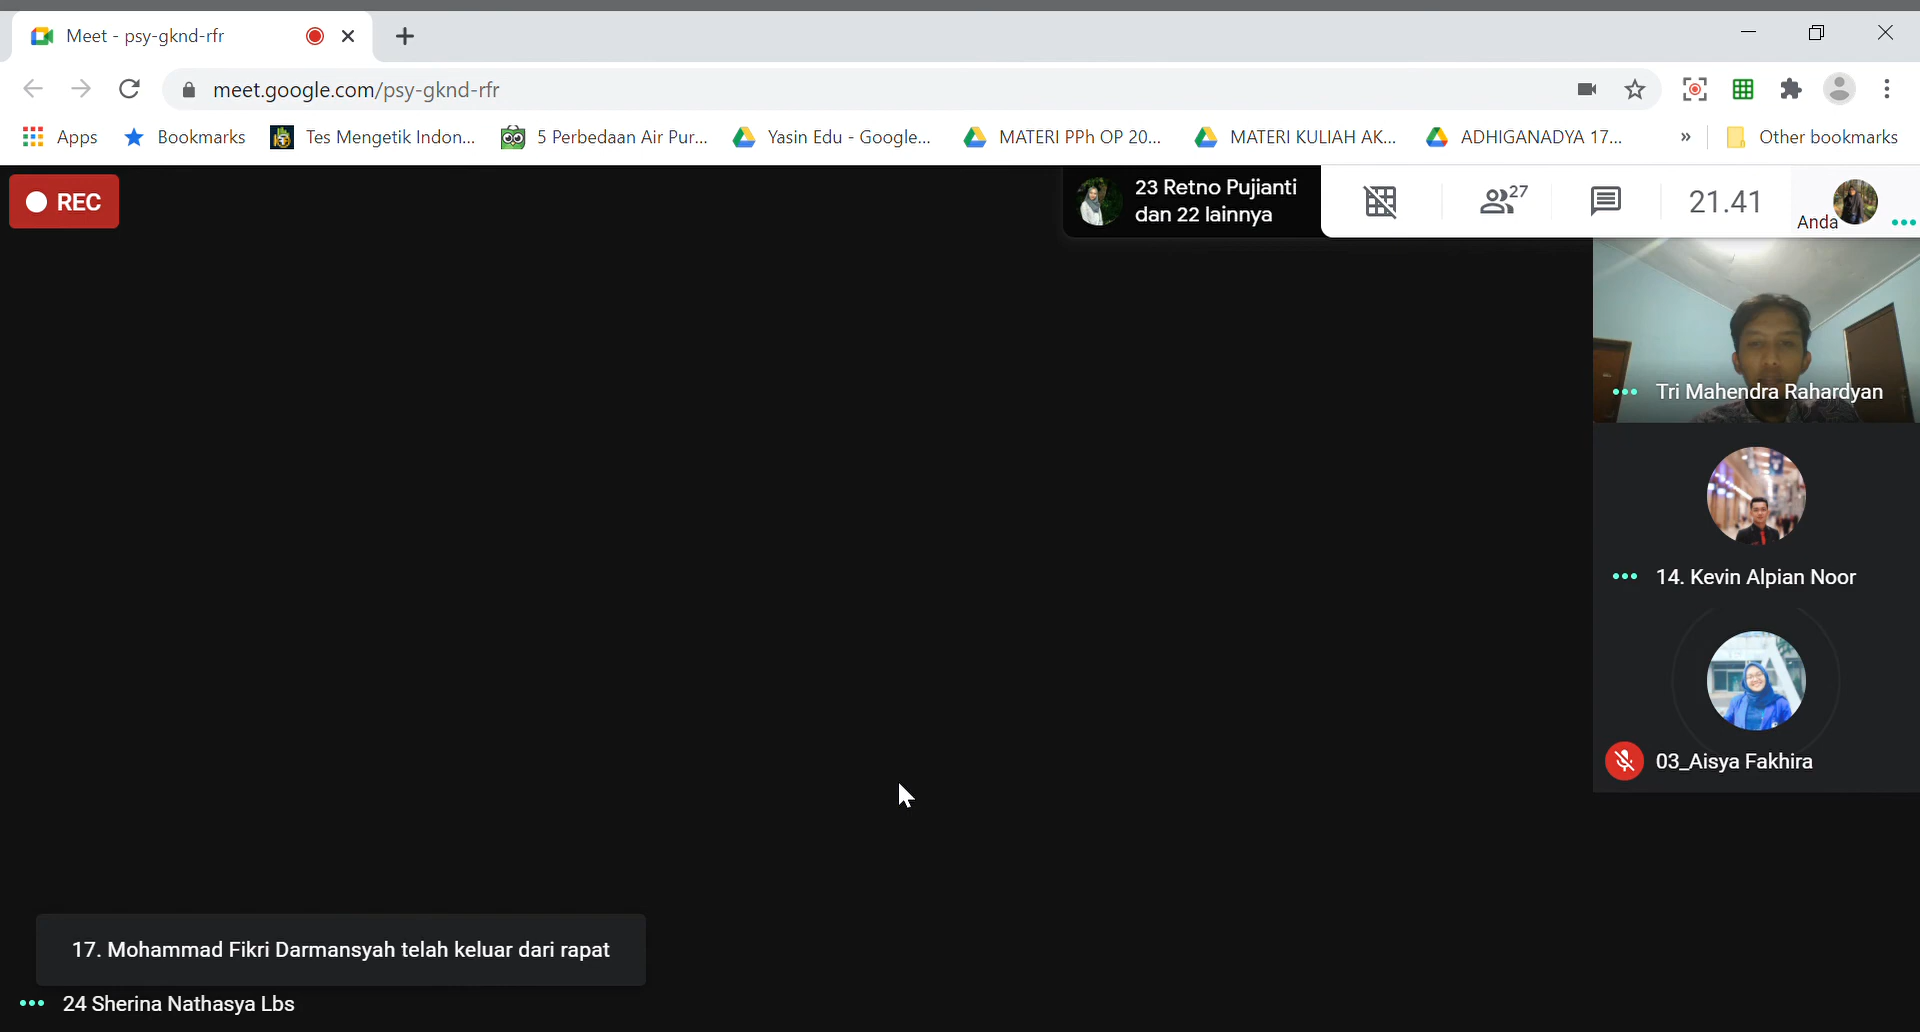 Meet - psy-gknd-rfr
meet.google.com/psy-gknd-rfr
Apps
Bookmarks
Tes Mengetik Indon...
5 Perbedaan Air Pur...
Yasin Edu - Google...
MATERI PPh OP 20...
MATERI KULIAH AK...
ADHIGANADYA 17...
»
Other bookmarks
REC
23 Retno Pujianti
dan 22 lainnya
27
21.41
Anda
Tri Mahendra Rahardyan
14. Kevin Alpian Noor
03_Aisya Fakhira
17. Mohammad Fikri Darmansyah telah keluar dari rapat
24 Sherina Nathasya Lbs